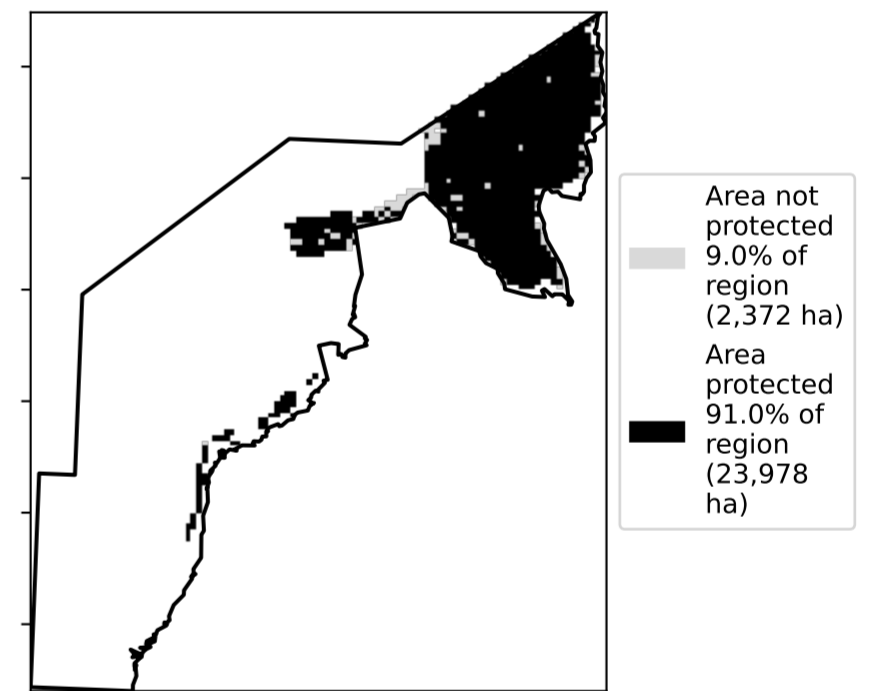 Area not
protected
9.0% of
region
(2,372 ha)
Area
protected
91.0% of
region
(23,978
ha)